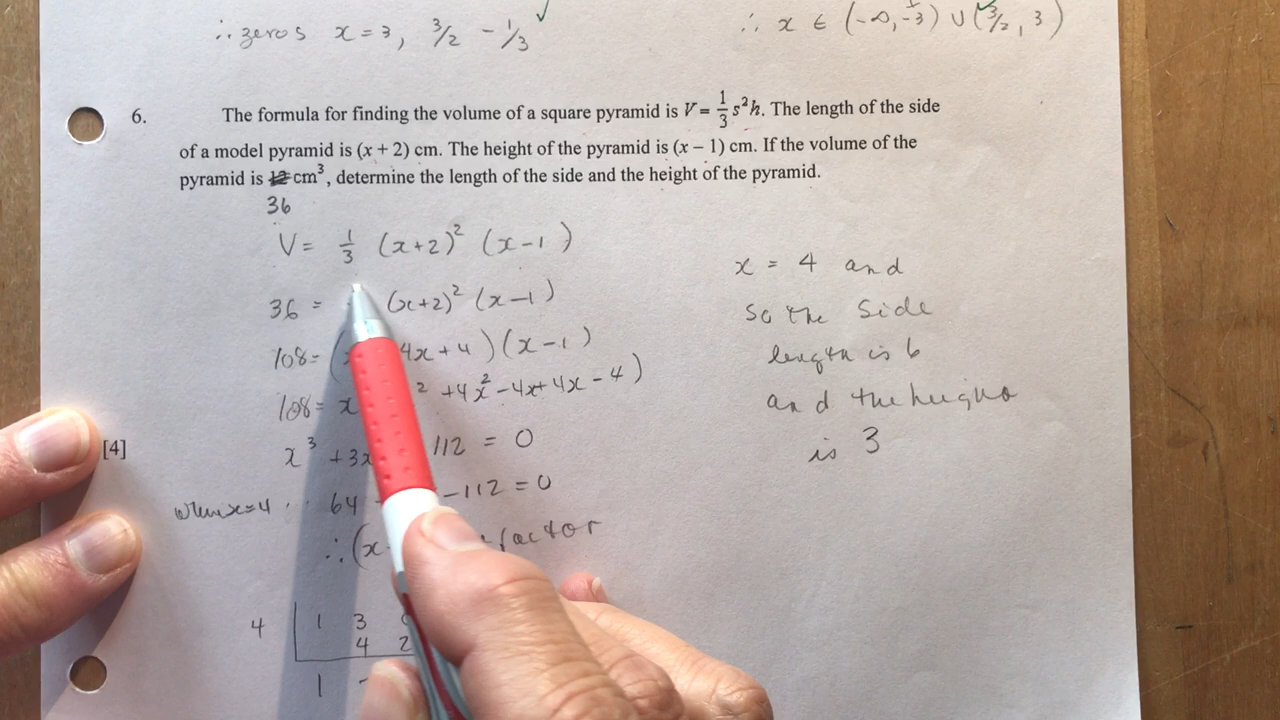 ∴ zeros x = 3, 3/2 - 1/3 ✓
∴ x ∈ (-∞, -1/3) ∪ (3/2, 3)
6. The formula for finding the volume of a square pyramid is V = 1/3 s²h. The length of the side
of a model pyramid is (x + 2) cm. The height of the pyramid is (x − 1) cm. If the volume of the
pyramid is 12 cm³, determine the length of the side and the height of the pyramid.
36
V = 1/3 (x+2)² (x-1)
36 = (x+2)² (x-1)
108 = ( 4x + 4)(x-1)
108 = x ² + 4x² - 4x + 4x - 4)
[4]
x³ + 3x 112 = 0
when x=4 64 - 112 = 0
∴ (x factor
4 1 3
4 2
1
x = 4 and
so the side
length is 6
and the height
is 3